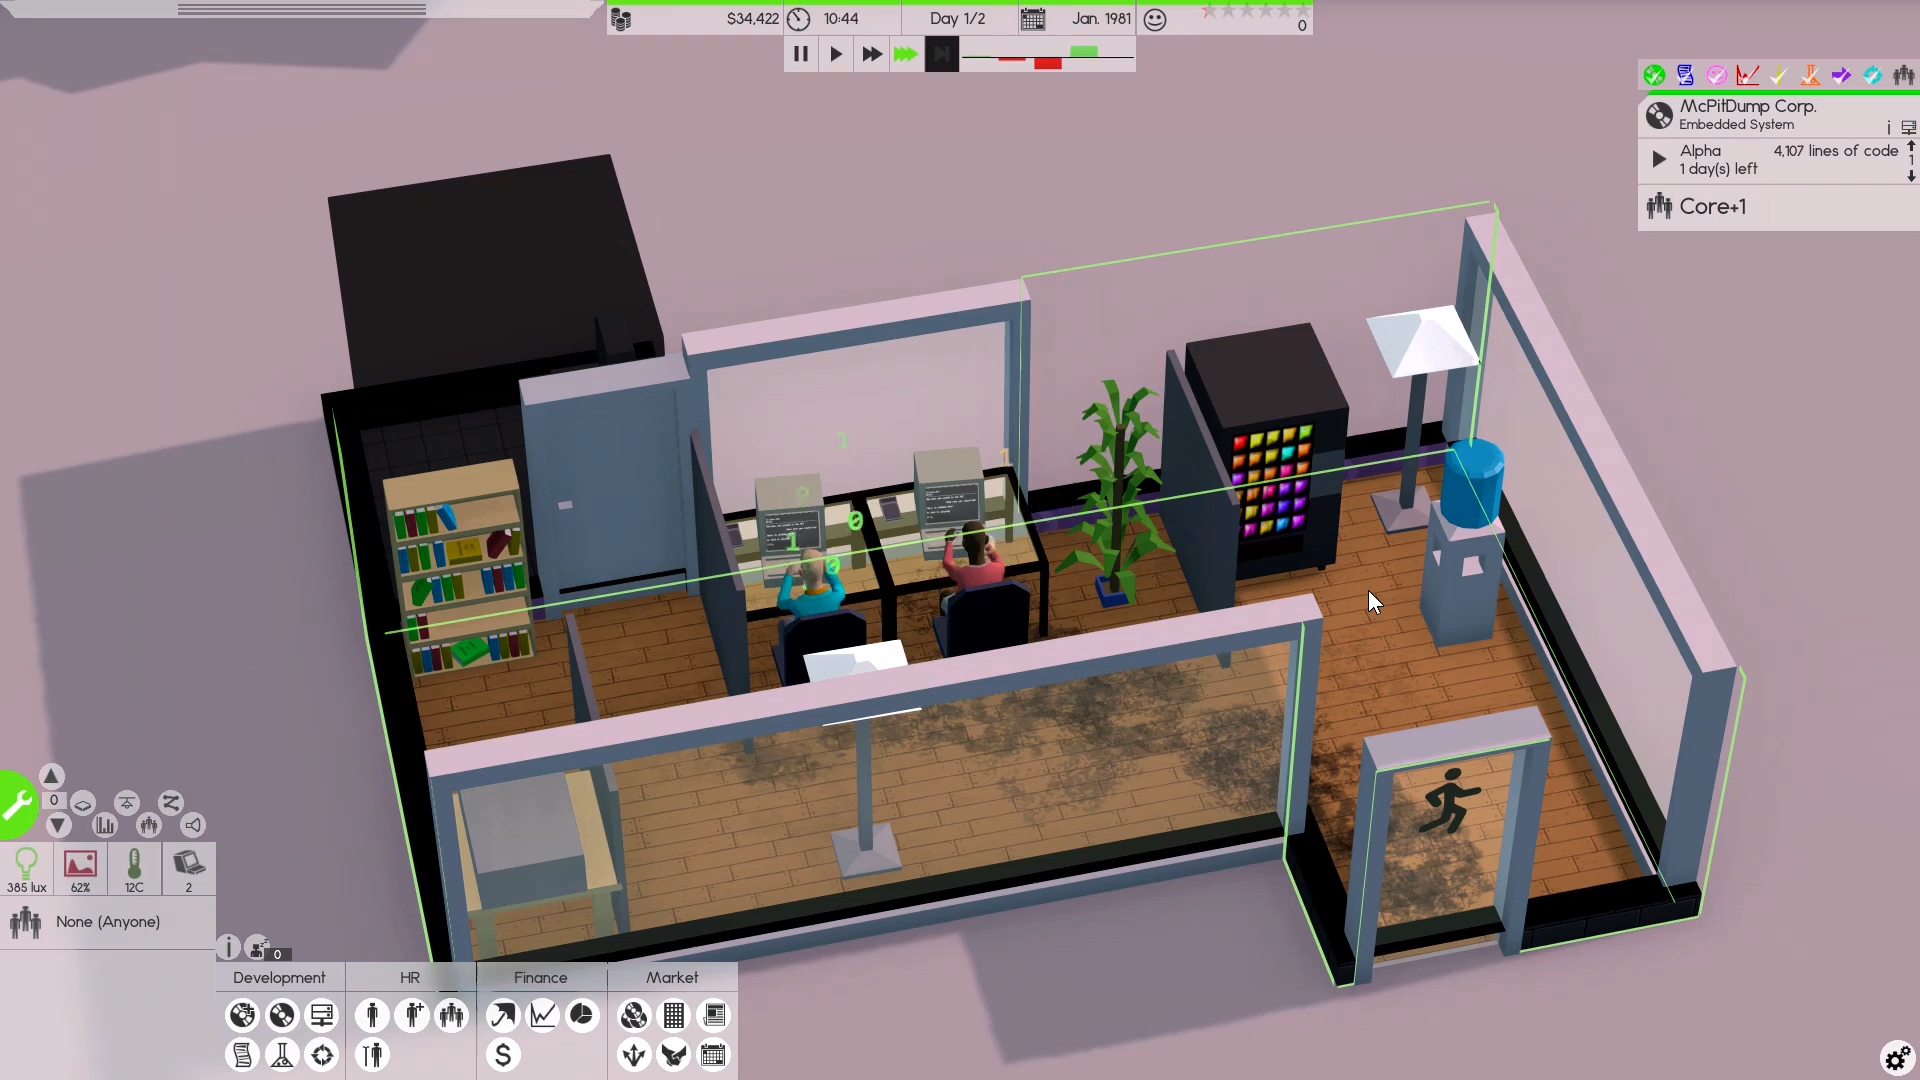 $34,422
10:44
Day 1/2
Jan. 1981
0
McPitDump Corp.
Embedded System
i
Alpha
4,107 lines of code
1
1 day(s) left
Core+1
0
385 lux
62%
12C
2
None (Anyone)
i
0
Development
HR
Finance
Market
$